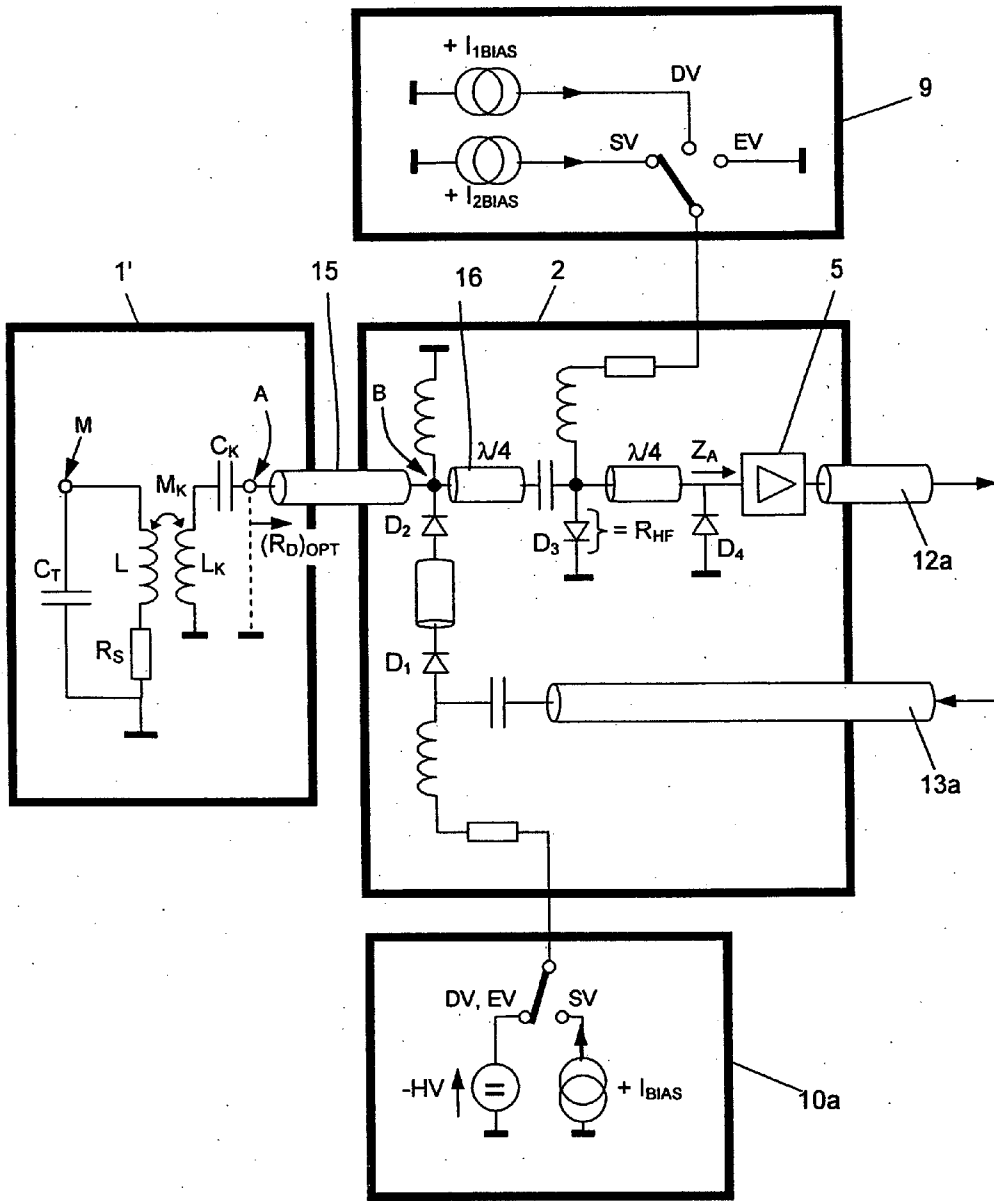 + I1BIAS
DV
9
SV
EV
+ I2BIAS
1'
15
16
2
5
M
A
B
CK
MK
λ/4
λ/4
ZA
(RD)OPT
D2
D3
= RHF
D4
12a
CT
L
LK
RS
D1
13a
DV, EV
SV
-HV
=
+ IBIAS
10a